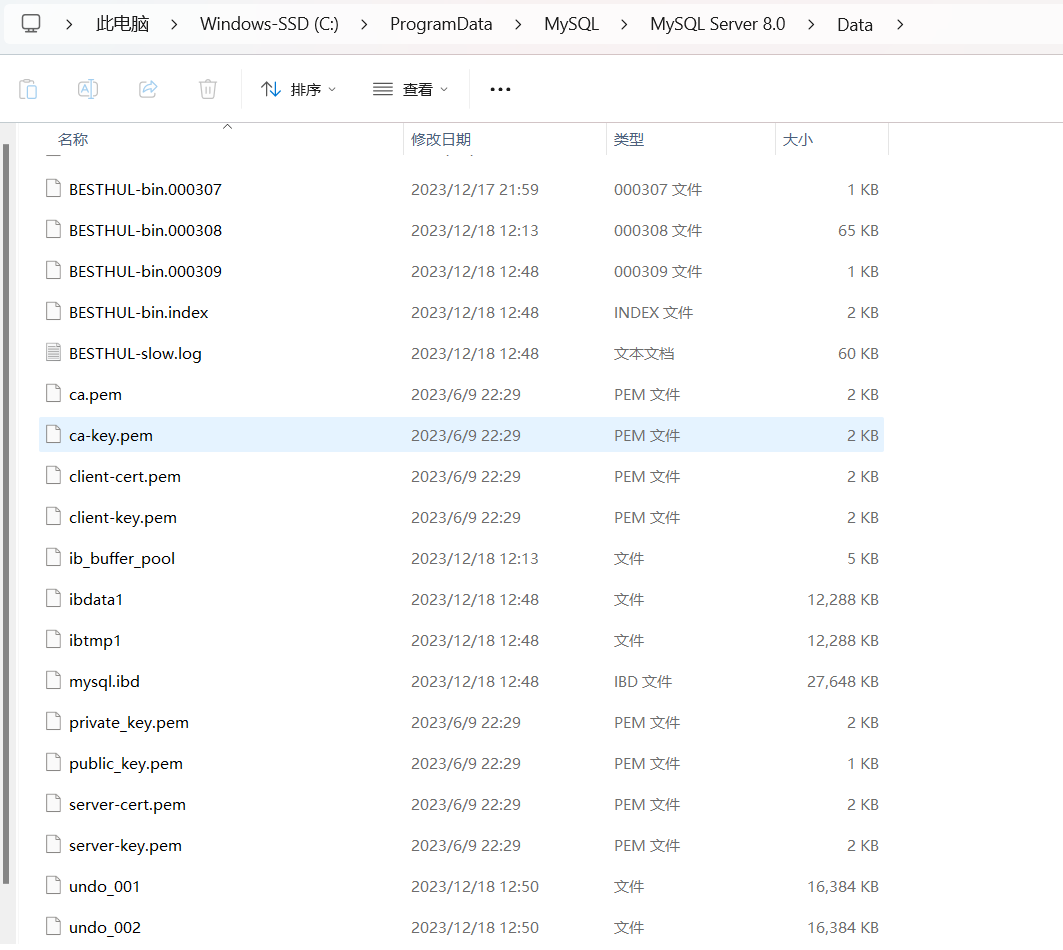 此电脑 Windows-SSD (C:) ProgramData MySQL MySQL Server 8.0 Data
排序 查看
名称 修改日期 类型 大小
BESTHUL-bin.000307 2023/12/17 21:59 000307 文件 1 KB
BESTHUL-bin.000308 2023/12/18 12:13 000308 文件 65 KB
BESTHUL-bin.000309 2023/12/18 12:48 000309 文件 1 KB
BESTHUL-bin.index 2023/12/18 12:48 INDEX 文件 2 KB
BESTHUL-slow.log 2023/12/18 12:48 文本文档 60 KB
ca.pem 2023/6/9 22:29 PEM 文件 2 KB
ca-key.pem 2023/6/9 22:29 PEM 文件 2 KB
client-cert.pem 2023/6/9 22:29 PEM 文件 2 KB
client-key.pem 2023/6/9 22:29 PEM 文件 2 KB
ib_buffer_pool 2023/12/18 12:13 文件 5 KB
ibdata1 2023/12/18 12:48 文件 12,288 KB
ibtmp1 2023/12/18 12:48 文件 12,288 KB
mysql.ibd 2023/12/18 12:48 IBD 文件 27,648 KB
private_key.pem 2023/6/9 22:29 PEM 文件 2 KB
public_key.pem 2023/6/9 22:29 PEM 文件 1 KB
server-cert.pem 2023/6/9 22:29 PEM 文件 2 KB
server-key.pem 2023/6/9 22:29 PEM 文件 2 KB
undo_001 2023/12/18 12:50 文件 16,384 KB
undo_002 2023/12/18 12:50 文件 16,384 KB